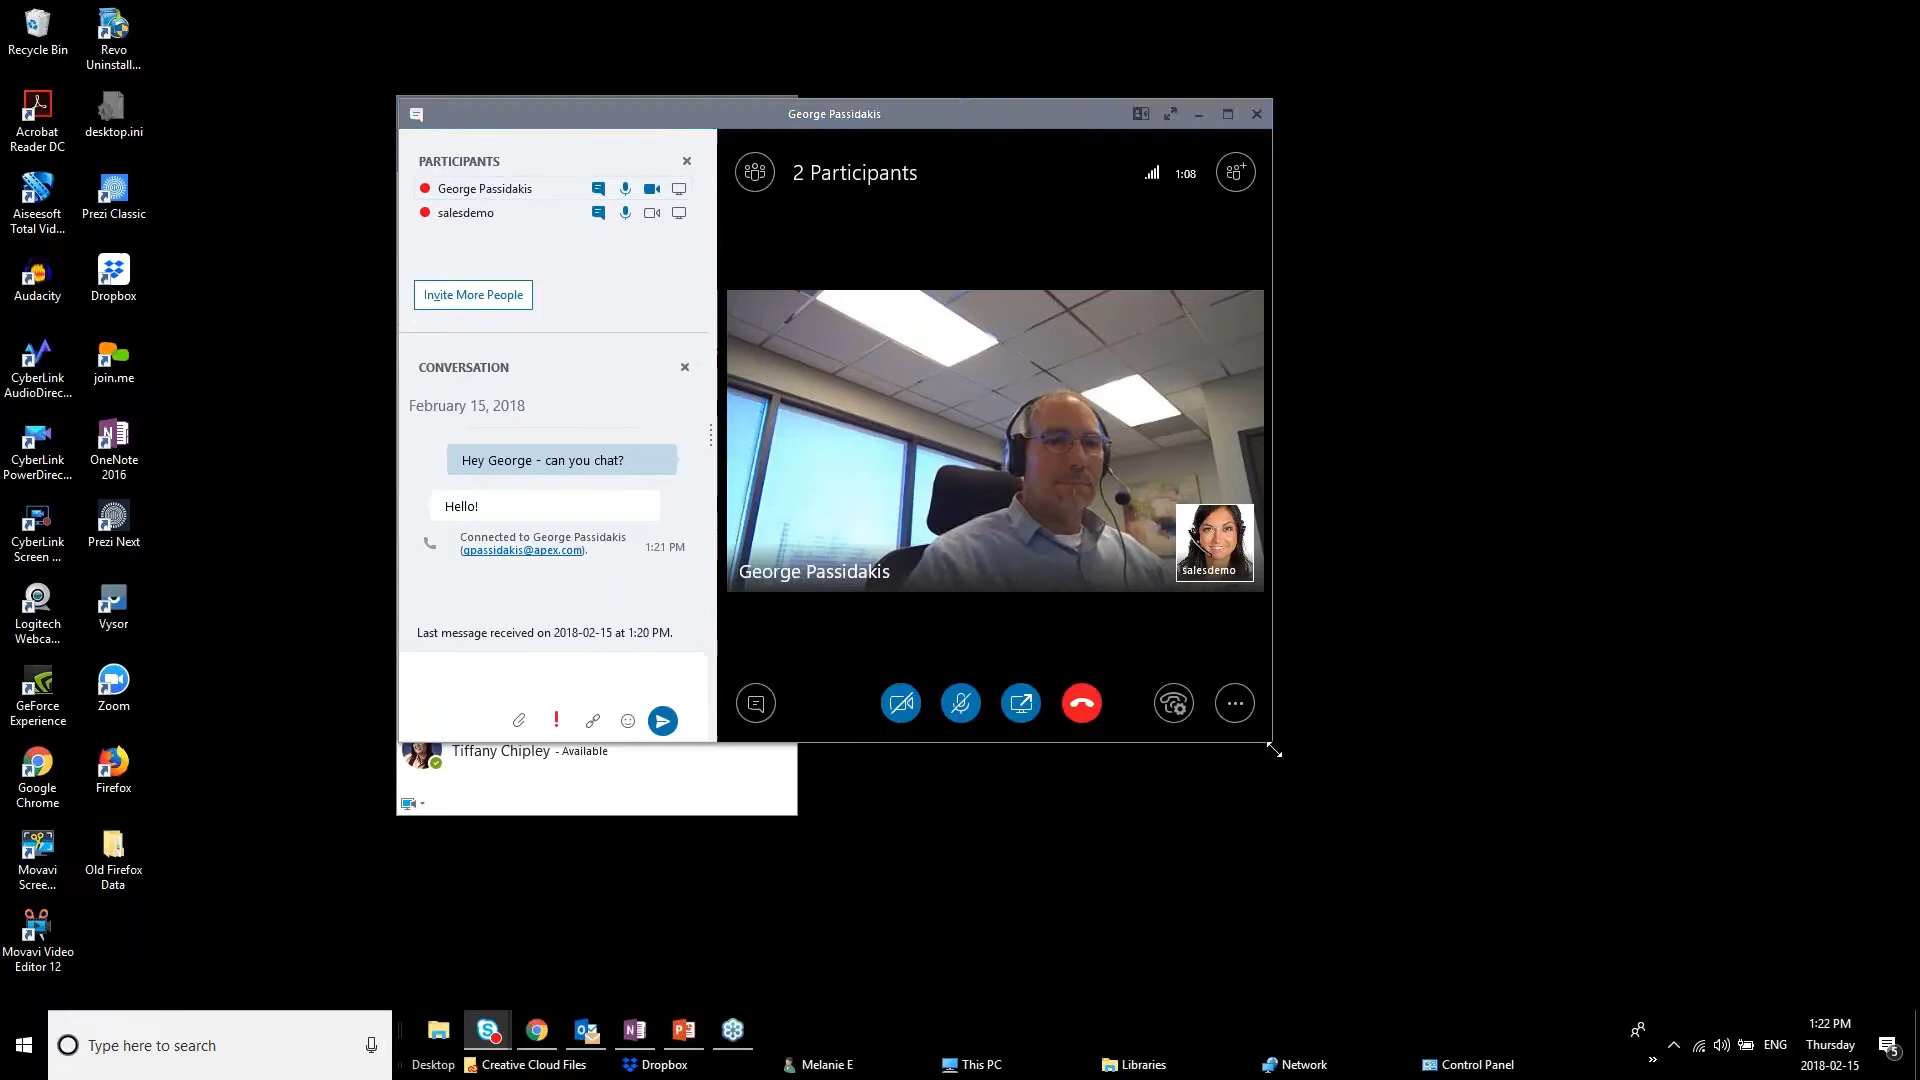 Recycle Bin
Revo
Uninstall...
Acrobat
Reader DC
desktop.ini
Aiseesoft
Total Vid...
Prezi Classic
Audacity
Dropbox
CyberLink
AudioDirec...
join.me
CyberLink
PowerDirec...
OneNote
2016
CyberLink
Screen ...
Prezi Next
Logitech
Webca...
Vysor
GeForce
Experience
Zoom
Google
Chrome
Firefox
Movavi
Scree...
Old Firefox
Data
Movavi Video
Editor 12
George Passidakis
PARTICIPANTS
George Passidakis
salesdemo
Invite More People
CONVERSATION
February 15, 2018
Hey George - can you chat?
Hello!
Connected to George Passidakis
(gpassidakis@apex.com).
1:21 PM
Last message received on 2018-02-15 at 1:20 PM.
2 Participants
1:08
George Passidakis
salesdemo
Tiffany Chipley - Available
Type here to search
Desktop
Creative Cloud Files
Dropbox
Melanie E
This PC
Libraries
Network
Control Panel
ENG
1:22 PM
Thursday
2018-02-15
5